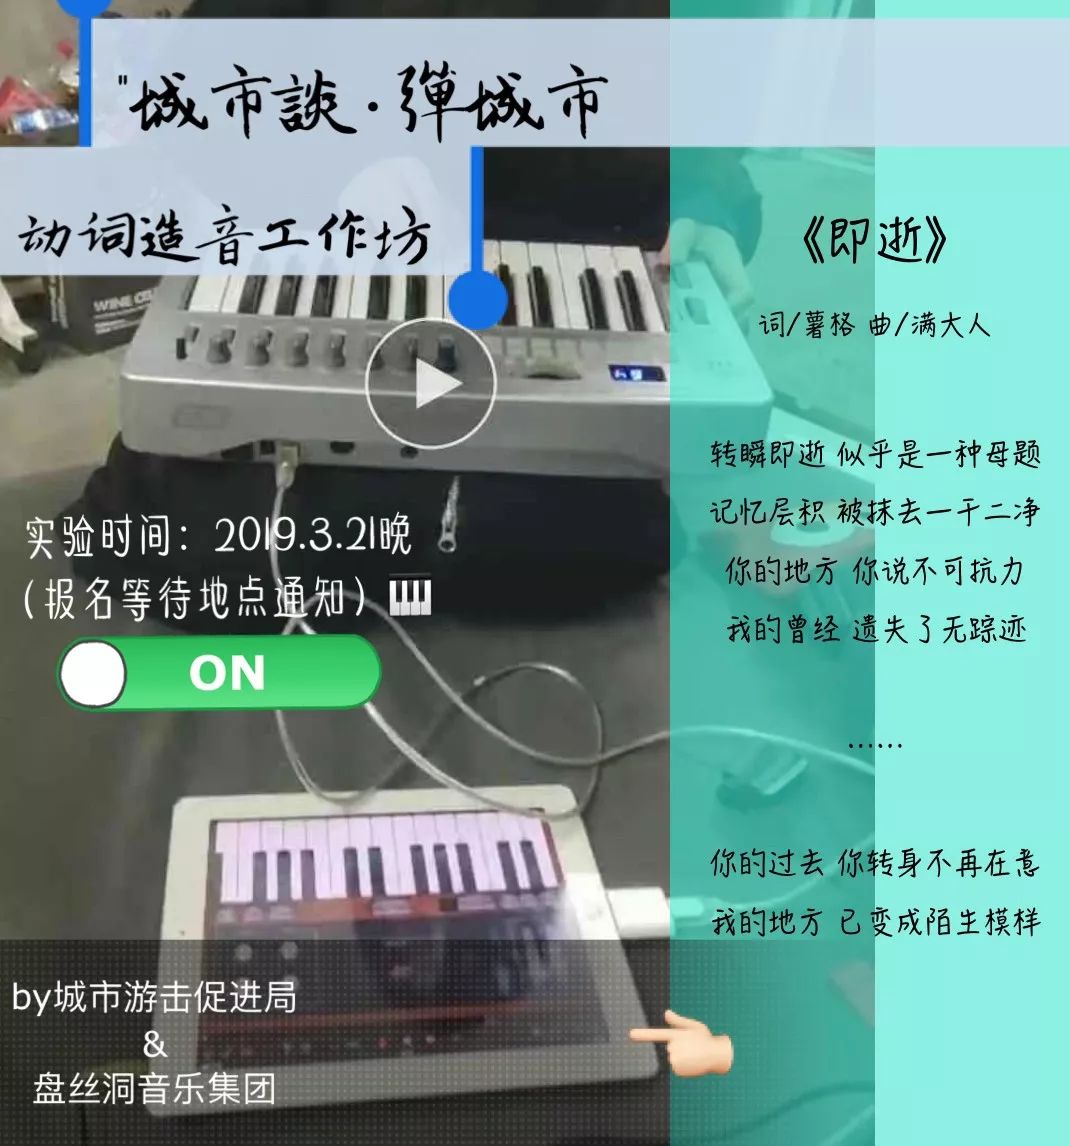 "城市談·彈城市
动词造音工作坊
WINE CE
实验时间：2019.3.21晚
（报名等待地点通知）🎹
ON
by城市游击促进局
&
盘丝洞音乐集团
《即逝》
词/薯格 曲/满大人
转瞬即逝 似乎是一种母题
记忆层积 被抹去一干二净
你的地方 你说不可抗力
我的曾经 遗失了无踪迹
……
你的过去 你转身不再在意
我的地方 已变成陌生模样